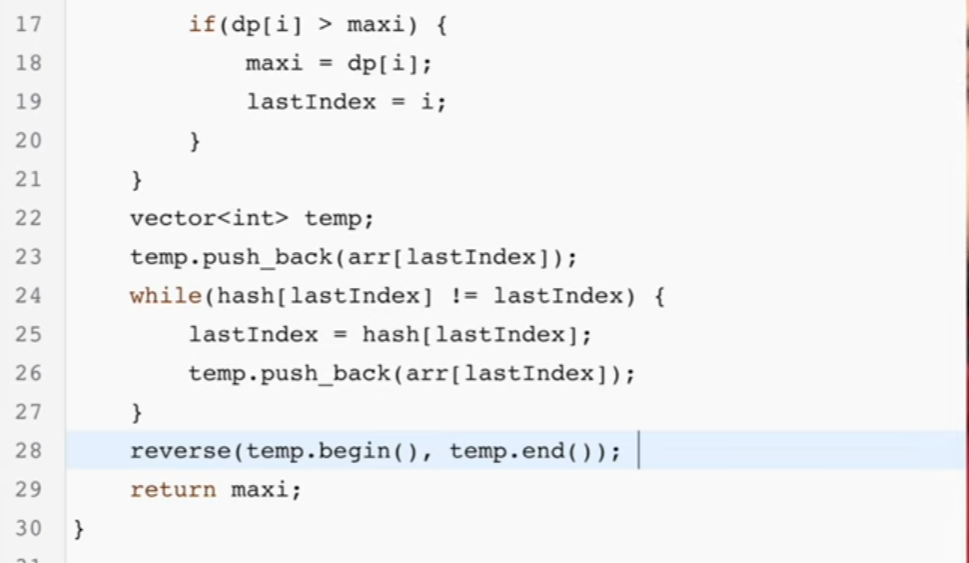 17 if(dp[i] > maxi) {
18 maxi = dp[i];
19 lastIndex = i;
20 }
21 }
22 vector<int> temp;
23 temp.push_back(arr[lastIndex]);
24 while(hash[lastIndex] != lastIndex) {
25 lastIndex = hash[lastIndex];
26 temp.push_back(arr[lastIndex]);
27 }
28 reverse(temp.begin(), temp.end());
29 return maxi;
30 }